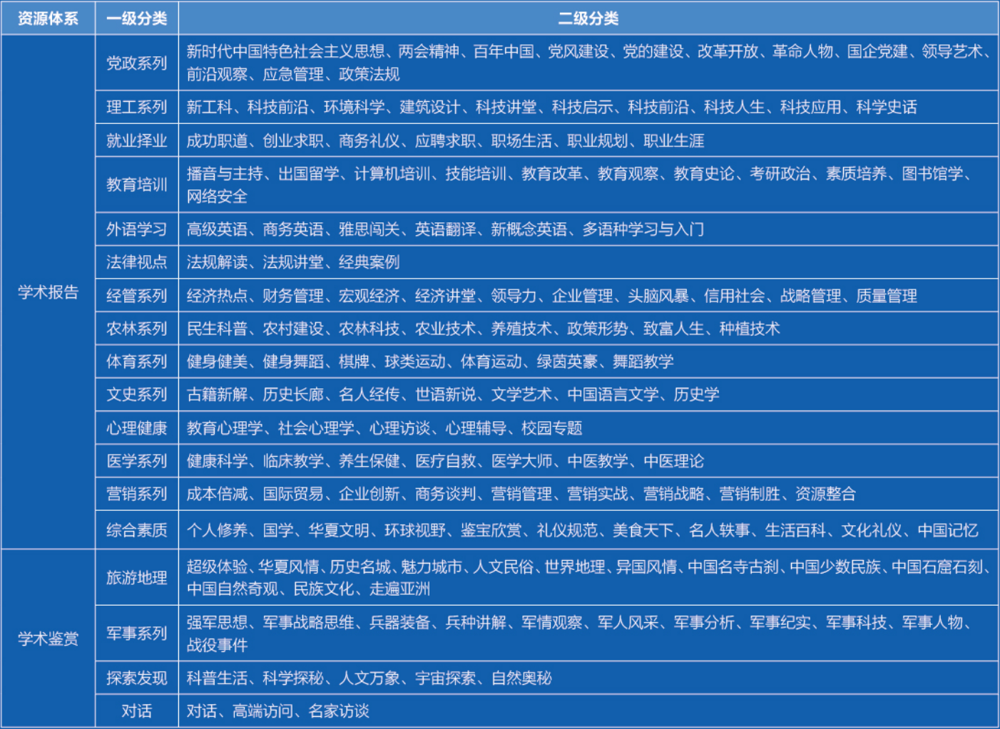 资源体系 一级分类 二级分类
学术报告
党政系列
新时代中国特色社会主义思想、两会精神、百年中国、党风建设、党的建设、改革开放、革命人物、国企党建、领导艺术、
前沿观察、应急管理、政策法规
理工系列 新工科、科技前沿、环境科学、建筑设计、科技讲堂、科技启示、科技前沿、科技人生、科技应用、科学史话
就业择业 成功职道、创业求职、商务礼仪、应聘求职、职场生活、职业规划、职业生涯
教育培训
播音与主持、出国留学、计算机培训、技能培训、教育改革、教育观察、教育史论、考研政治、素质培养、图书馆学、
网络安全
外语学习 高级英语、商务英语、雅思闯关、英语翻译、新概念英语、多语种学习与入门
法律视点 法规解读、法规讲堂、经典案例
经管系列 经济热点、财务管理、宏观经济、经济讲堂、领导力、企业管理、头脑风暴、信用社会、战略管理、质量管理
农林系列 民生科普、农村建设、农林科技、农业技术、养殖技术、政策形势、致富人生、种植技术
体育系列 健身健美、健身舞蹈、棋牌、球类运动、体育运动、绿茵英豪、舞蹈教学
文史系列 古籍新解、历史长廊、名人经传、世语新说、文学艺术、中国语言文学、历史学
心理健康 教育心理学、社会心理学、心理访谈、心理辅导、校园专题
医学系列 健康科学、临床教学、养生保健、医疗自救、医学大师、中医教学、中医理论
营销系列 成本倍减、国际贸易、企业创新、商务谈判、营销管理、营销实战、营销战略、营销制胜、资源整合
综合素质 个人修养、国学、华夏文明、环球视野、鉴宝欣赏、礼仪规范、美食天下、名人轶事、生活百科、文化礼仪、中国记忆
学术鉴赏
旅游地理
超级体验、华夏风情、历史名城、魅力城市、人文民俗、世界地理、异国风情、中国名寺古刹、中国少数民族、中国石窟石刻、
中国自然奇观、民族文化、走遍亚洲
军事系列
强军思想、军事战略思维、兵器装备、兵种讲解、军情观察、军人风采、军事分析、军事纪实、军事科技、军事人物、
战役事件
探索发现 科普生活、科学探秘、人文万象、宇宙探索、自然奥秘
对话 对话、高端访问、名家访谈